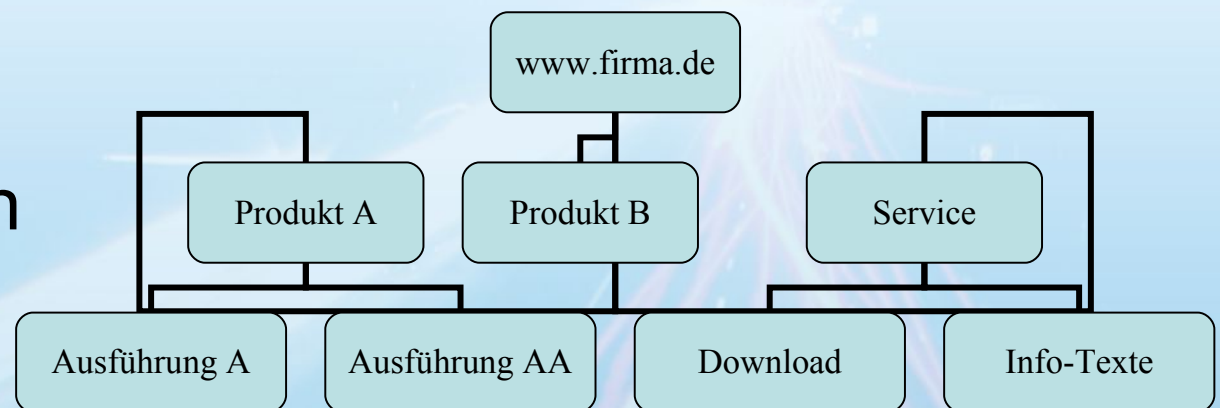 www.firma.de
n
Produkt A
Produkt B
Service
Ausführung A
Ausführung AA
Download
Info-Texte